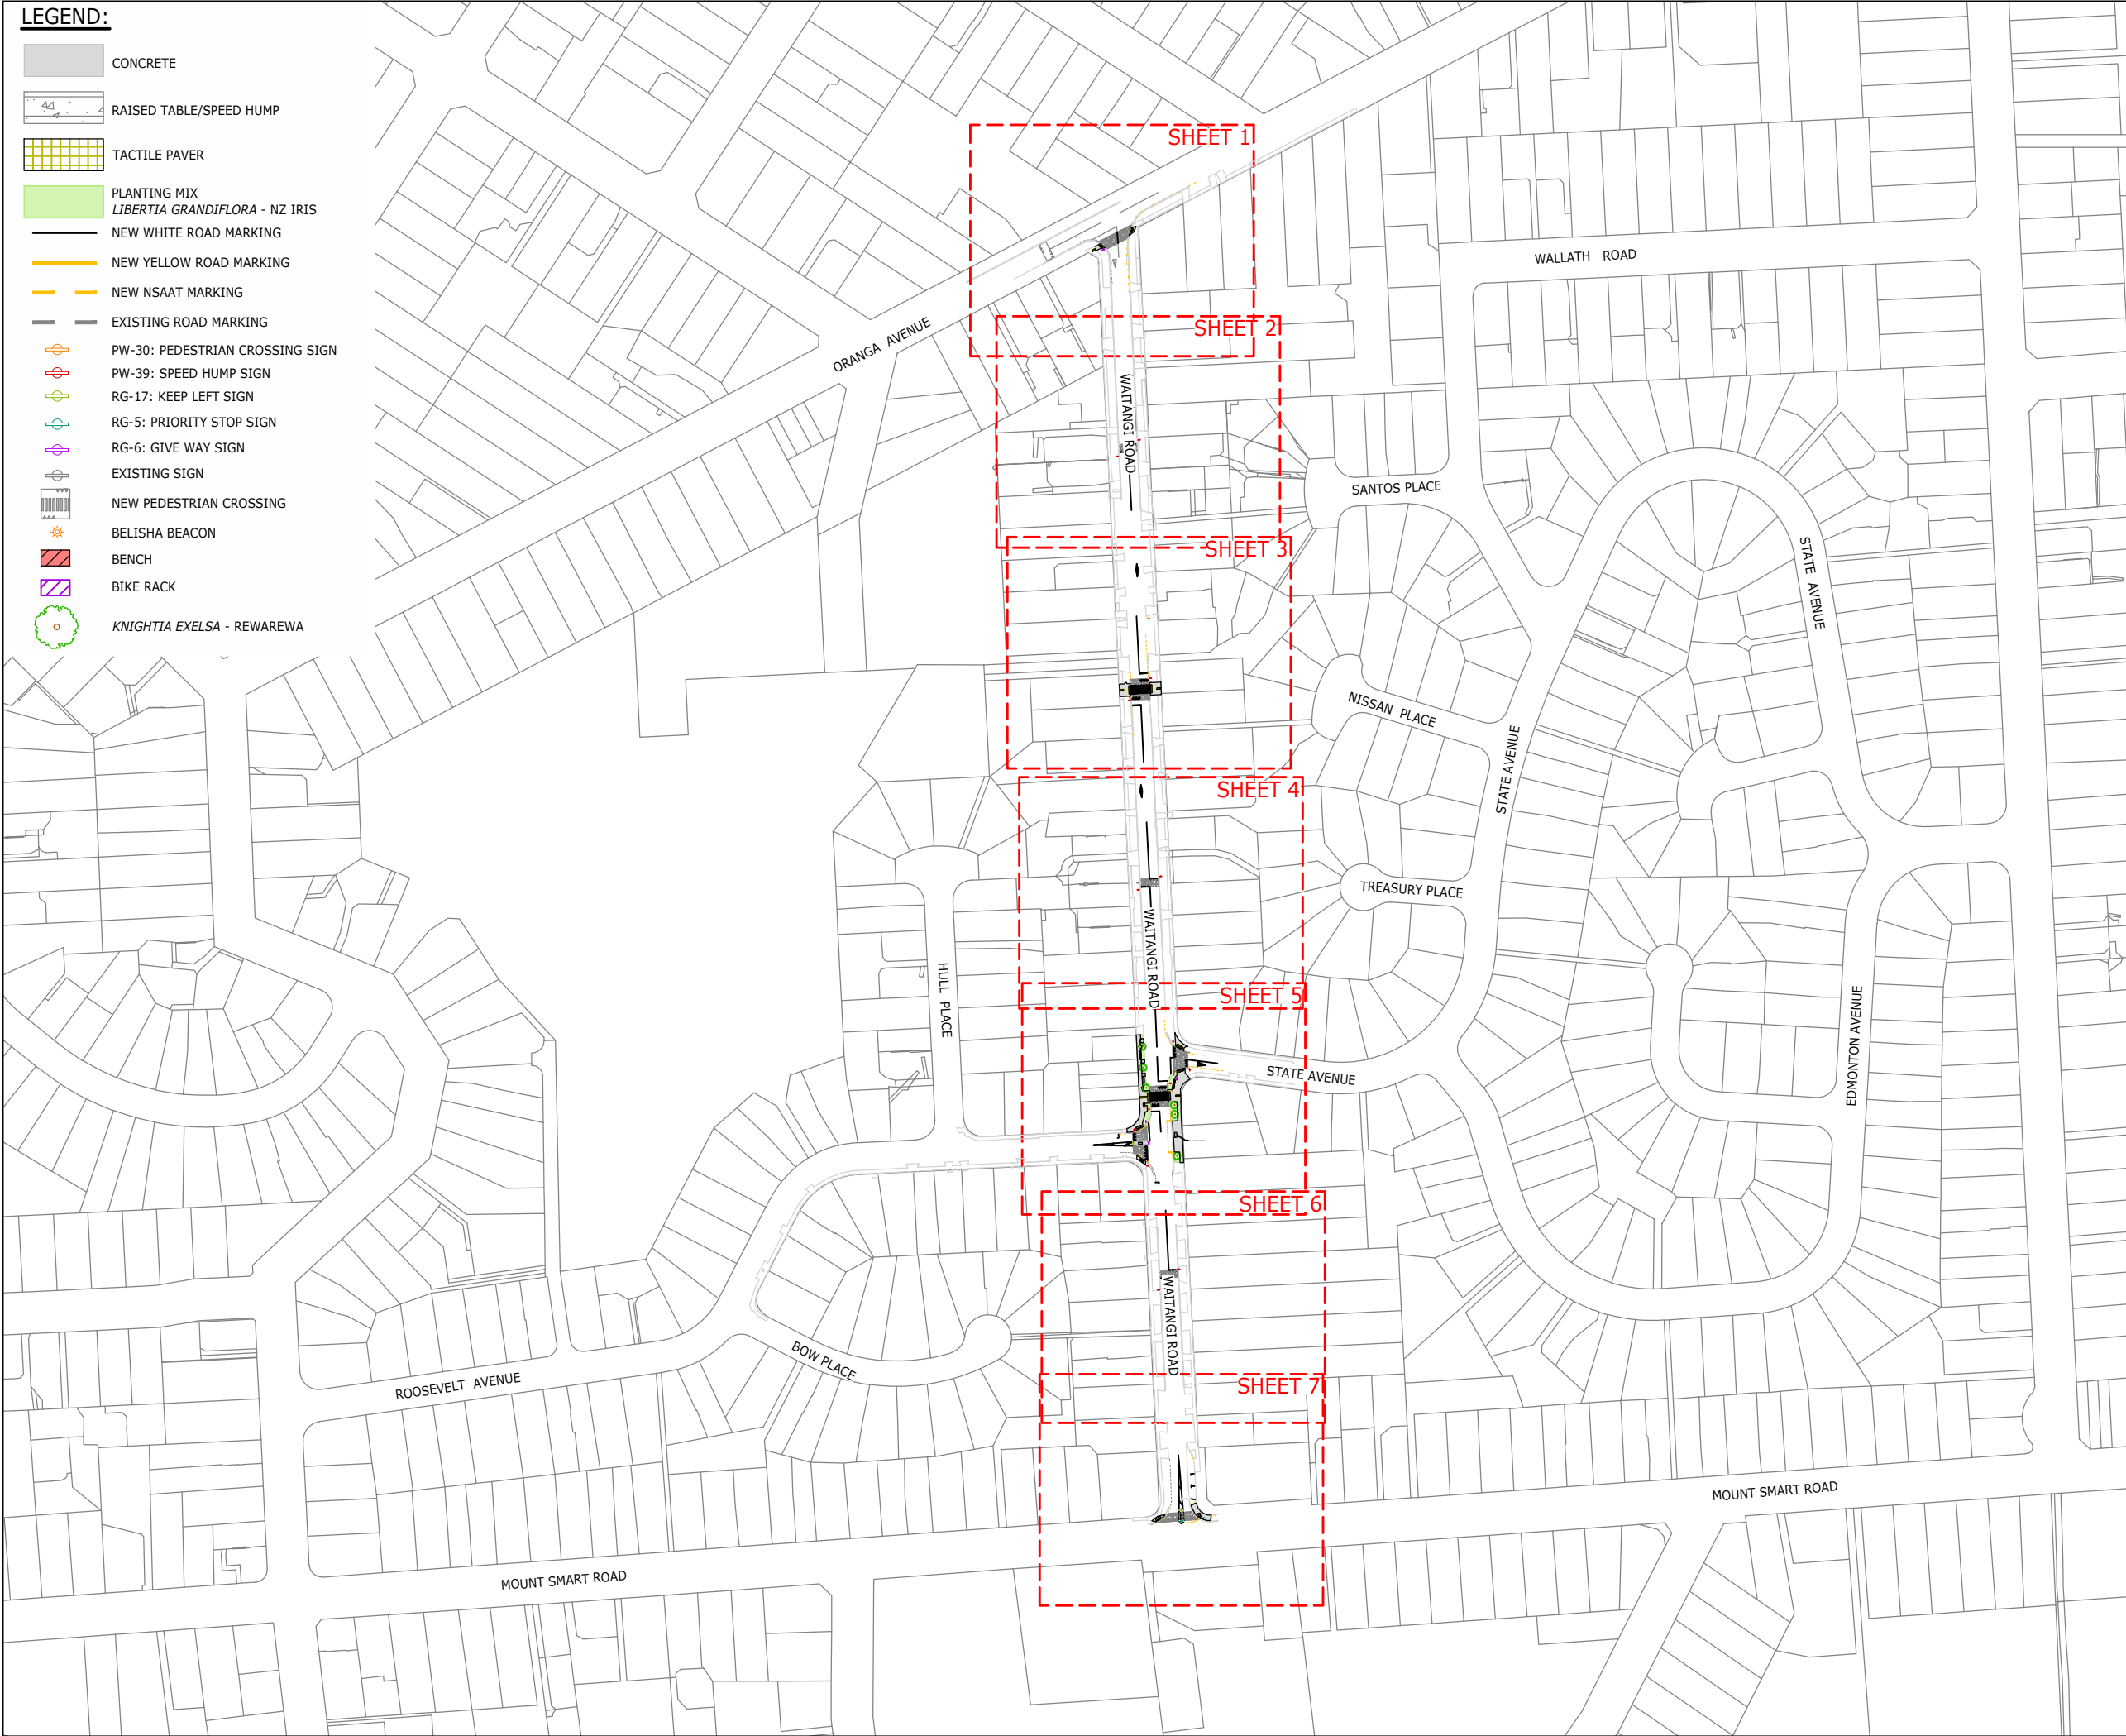 LEGEND:
CONCRETE
RAISED TABLE/SPEED HUMP
TACTILE PAVER
PLANTING MIX
LIBERTIA GRANDIFLORA - NZ IRIS
NEW WHITE ROAD MARKING
NEW YELLOW ROAD MARKING
NEW NSAAT MARKING
EXISTING ROAD MARKING
PW-30: PEDESTRIAN CROSSING SIGN
PW-39: SPEED HUMP SIGN
RG-17: KEEP LEFT SIGN
RG-5: PRIORITY STOP SIGN
RG-6: GIVE WAY SIGN
EXISTING SIGN
NEW PEDESTRIAN CROSSING
BELISHA BEACON
BENCH
BIKE RACK
KNIGHTIA EXELSA - REWAREWA
SHEET 1
WALLATH ROAD
SHEET 2
ORANGA AVENUE
WAITANGI ROAD
SANTOS PLACE
SHEET 3
STATE AVENUE
NISSAN PLACE
STATE AVENUE
SHEET 4
TREASURY PLACE
WAITANGI ROAD
HULL PLACE
SHEET 5
EDMONTON AVENUE
STATE AVENUE
SHEET 6
WAITANGI ROAD
BOW PLACE
ROOSEVELT AVENUE
SHEET 7
MOUNT SMART ROAD
MOUNT SMART ROAD